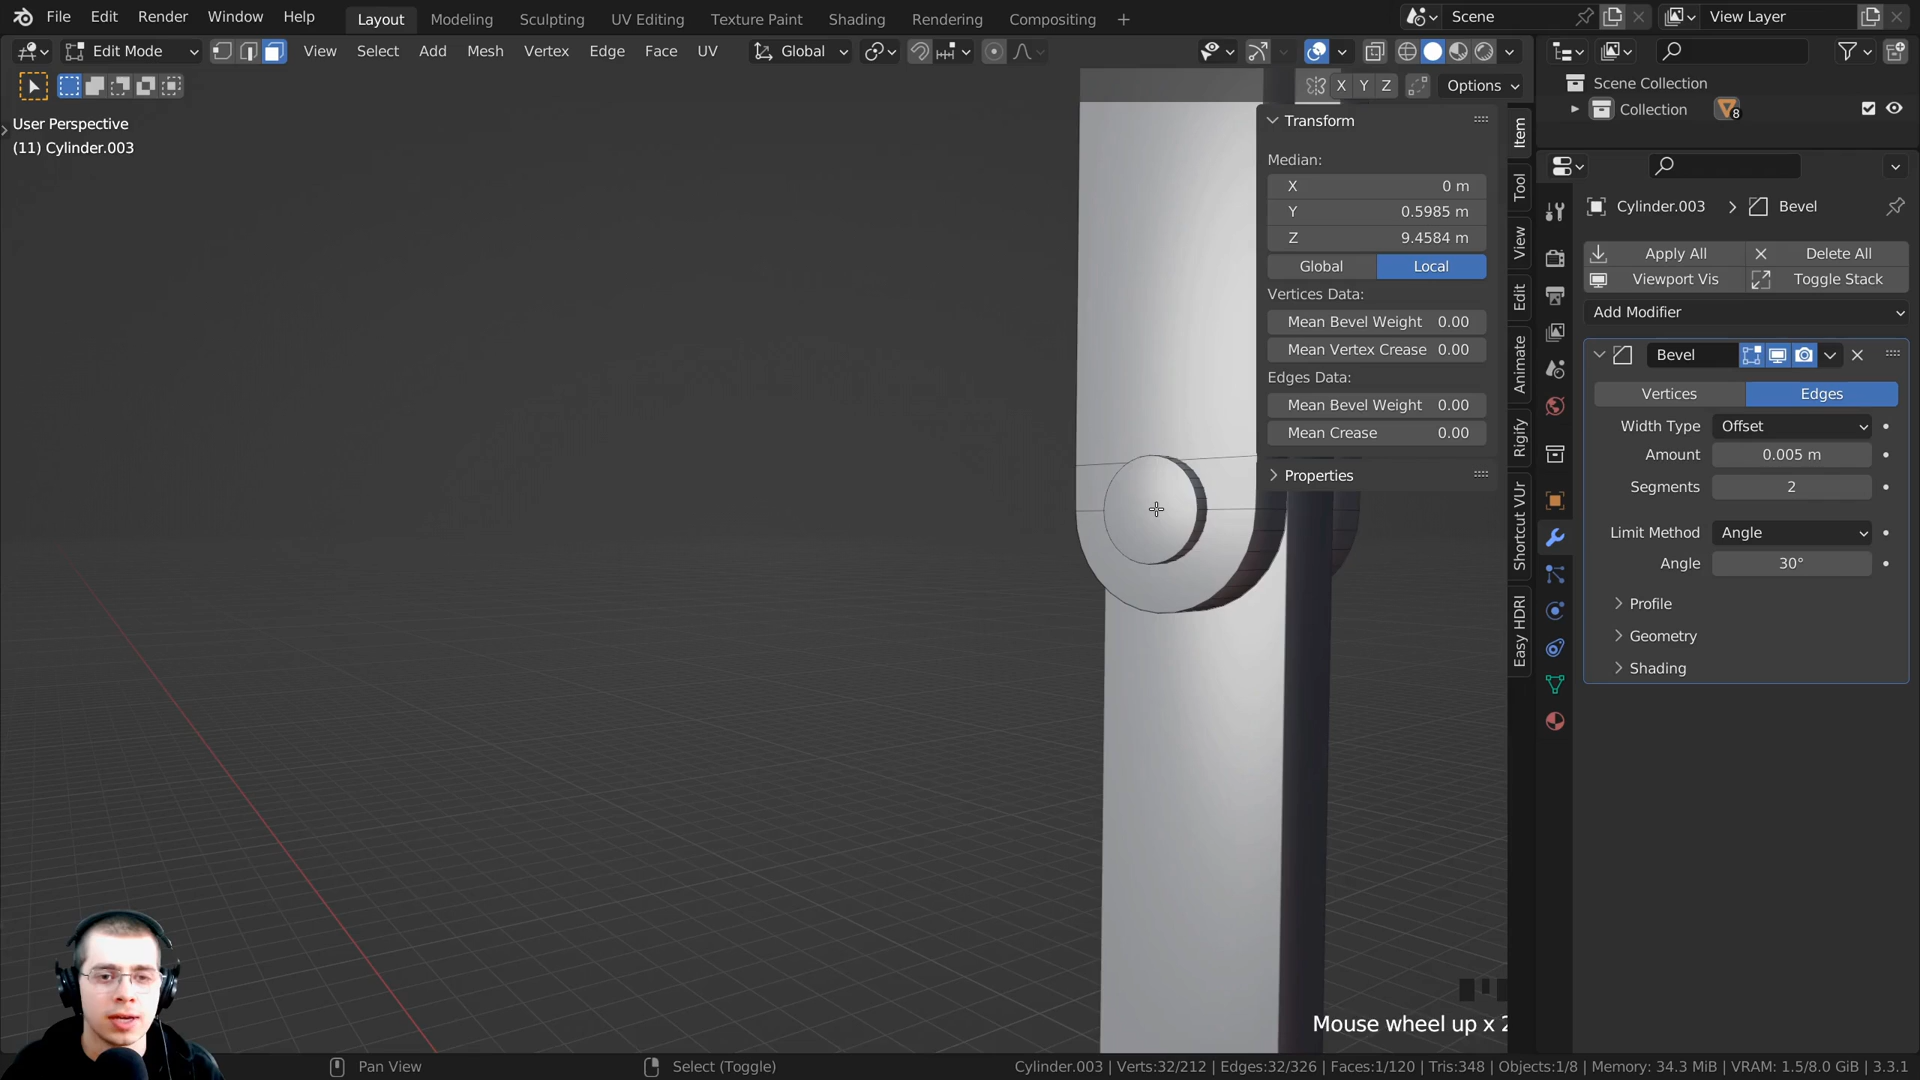 File Edit Render Window Help Layout Modeling Sculpting UV Editing Texture Paint Shading Rendering Compositing + Scene View Layer
Edit Mode View Select Add Mesh Vertex Edge Face UV Global
X Y Z Options
User Perspective
(11) Cylinder.003
Transform
Median:
X 0 m
Y 0.5985 m
Z 9.4584 m
Global Local
Vertices Data:
Mean Bevel Weight 0.00
Mean Vertex Crease 0.00
Edges Data:
Mean Bevel Weight 0.00
Mean Crease 0.00
Properties
Item
Tool
View
Edit
Animate
Rigify
Shortcut VUr
Easy HDRI
Scene Collection
Collection 8
Cylinder.003 > Bevel
Apply All Delete All
Viewport Vis Toggle Stack
Add Modifier
Bevel
Vertices Edges
Width Type Offset
Amount 0.005 m
Segments 2
Limit Method Angle
Angle 30°
Profile
Geometry
Shading
Mouse wheel up x 2
Pan View Select (Toggle) Cylinder.003 | Verts:32/212 | Edges:32/326 | Faces:1/120 | Tris:348 | Objects:1/8 | Memory: 34.3 MiB | VRAM: 1.5/8.0 GiB | 3.3.1